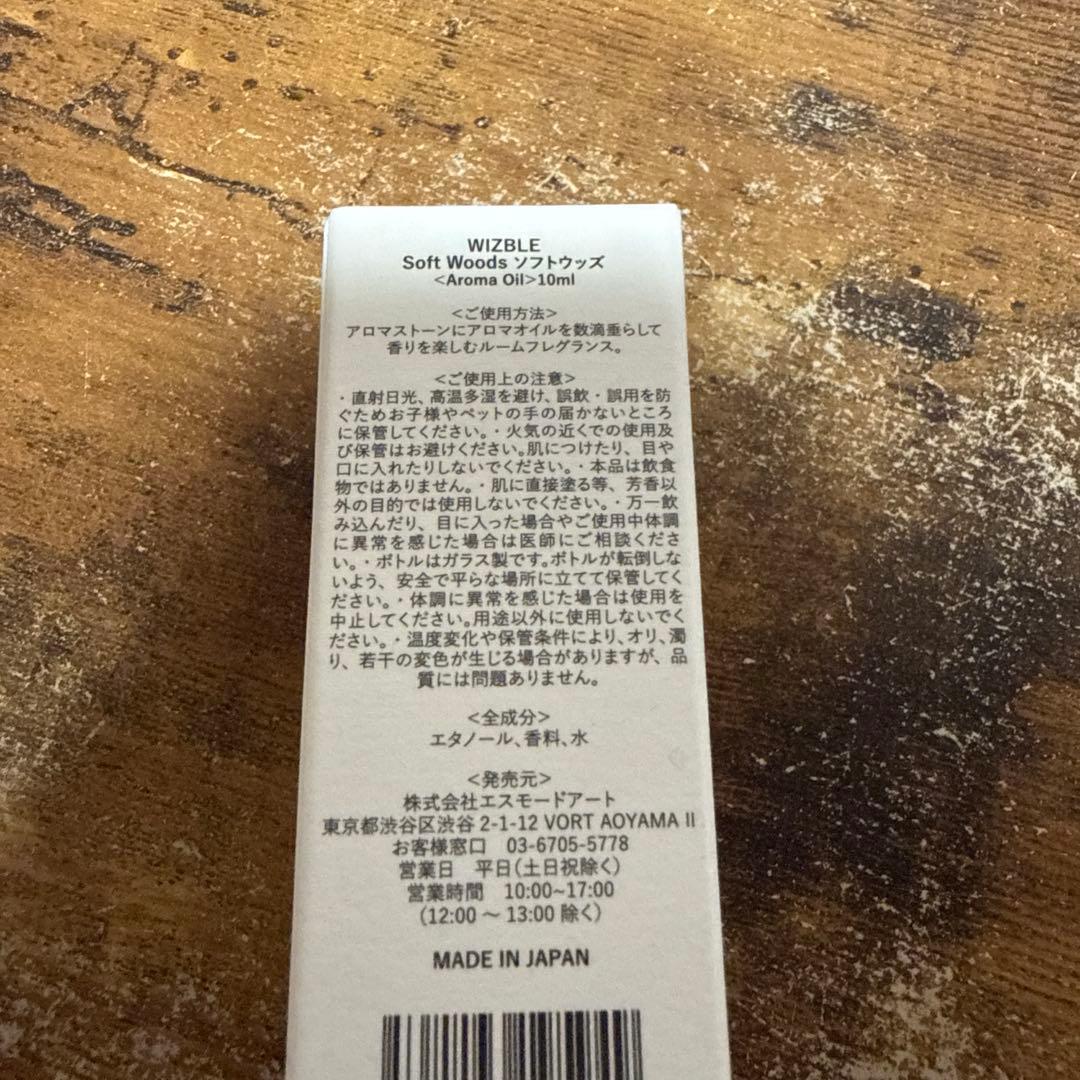 WIZBLE
Soft Woods ソフトウッズ
<Aroma Oil>10ml
<ご使用方法>
アロマストーンにアロマオイルを数滴垂らして
香りを楽しむルームフレグランス。
<ご使用上の注意>
・直射日光、高温多湿を避け、誤飲・誤用を防
ぐためお子様やペットの手の届かないところ
に保管してください。・火気の近くでの使用及
び保管はお避けください。肌につけたり、目や
口に入れたりしないでください。・本品は飲食
物ではありません。・肌に直接塗る等、芳香以
外の目的では使用しないでください。・万一飲
み込んだり、目に入った場合やご使用中体調
に異常を感じた場合は医師にご相談くださ
い。・ボトルはガラス製です。ボトルが転倒しな
いよう、安全で平らな場所に立てて保管してく
ださい。・体調に異常を感じた場合は使用を
中止してください。用途以外に使用しないでく
ださい。・温度変化や保管条件により、オリ、濁
り、若干の変色が生じる場合がありますが、品
質には問題ありません。
<全成分>
エタノール、香料、水
<発売元>
株式会社エスモードアート
東京都渋谷区渋谷 2-1-12 VORT AOYAMA II
お客様窓口 03-6705-5778
営業日 平日(土日祝除く)
営業時間 10:00~17:00
(12:00 ～ 13:00 除く)
MADE IN JAPAN